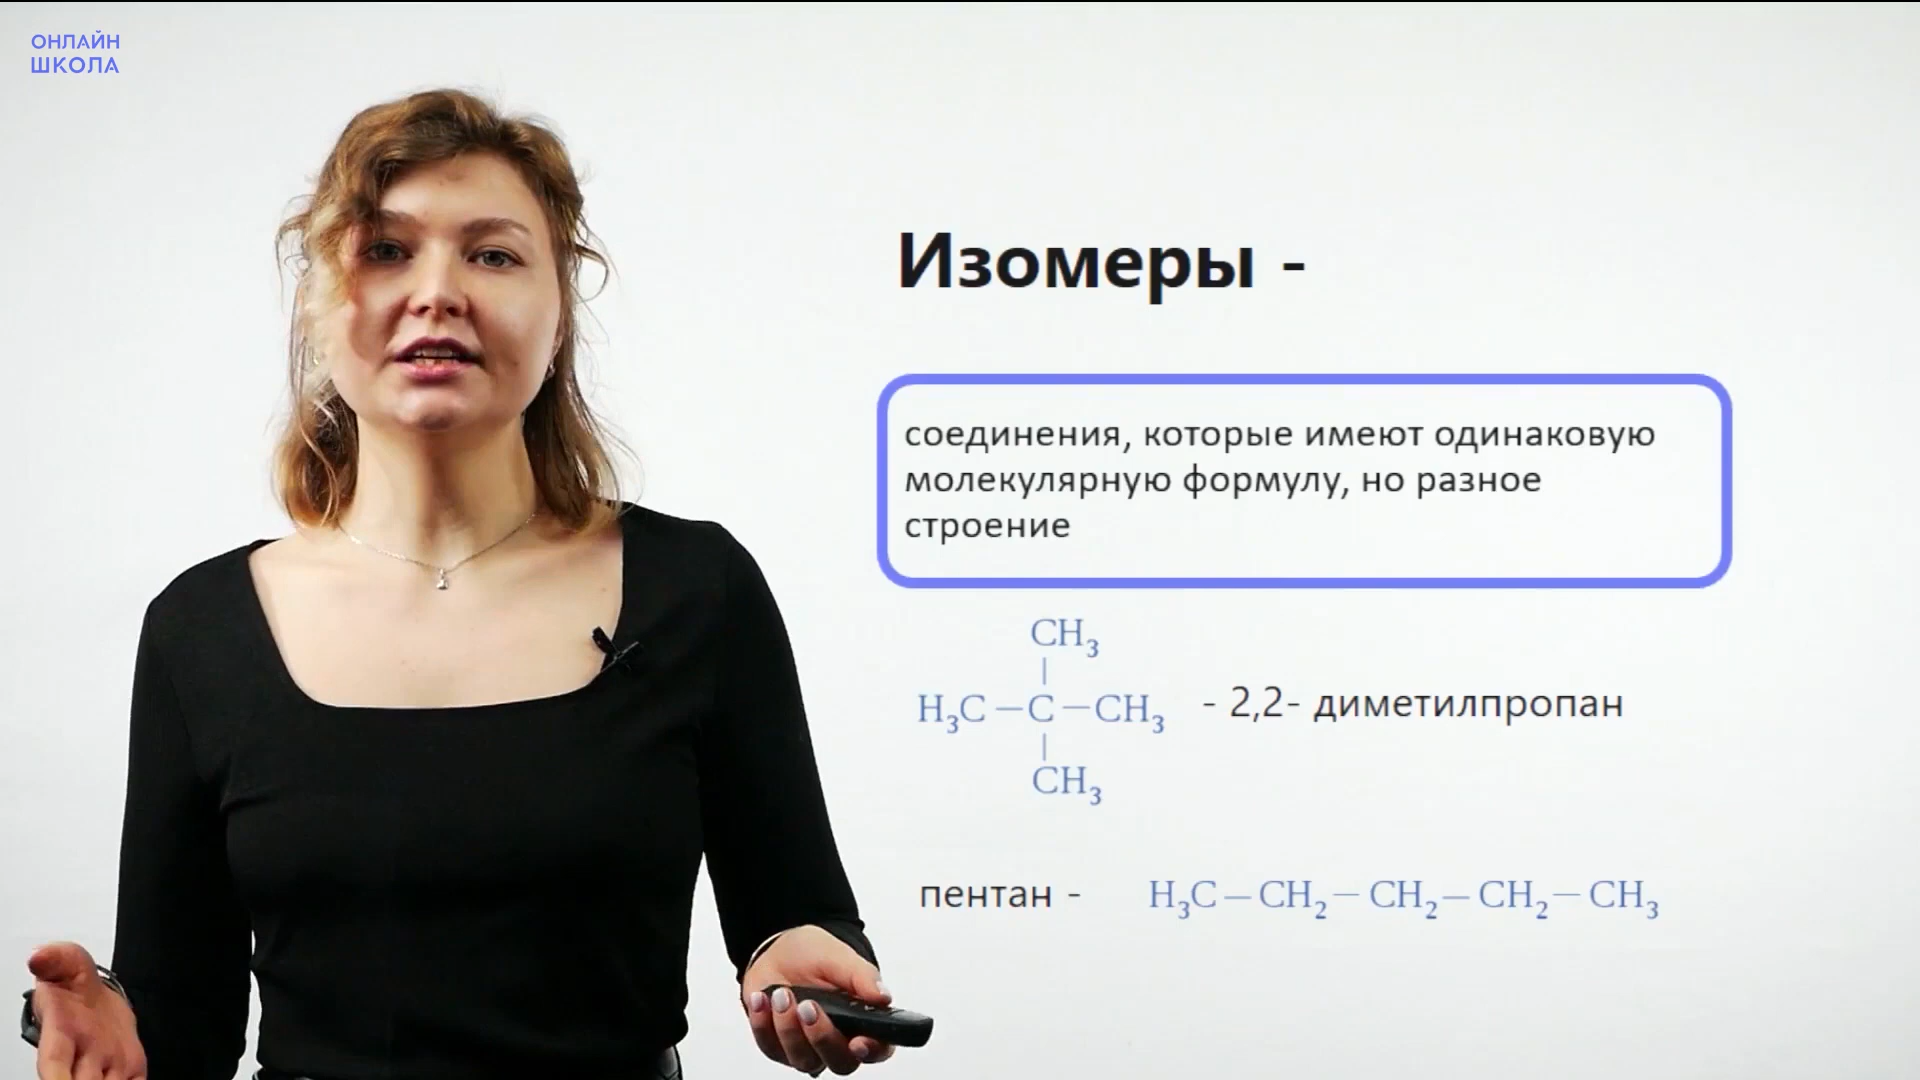 ОНЛАЙН
ШКОЛА
Изомеры -
соединения, которые имеют одинаковую
молекулярную формулу, но разное
строение
CH₃
H₃C—C—CH₃ - 2,2- диметилпропан
CH₃
пентан - H₃C—CH₂—CH₂—CH₂—CH₃